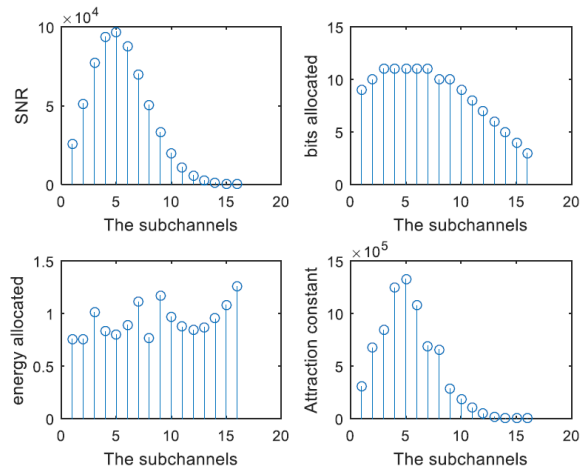 ×10⁴
10
5
0
SNR
0 5 10 15 20
The subchannels
15
10
5
0
bits allocated
0 5 10 15 20
The subchannels
1.5
1
0.5
0
energy allocated
0 5 10 15 20
The subchannels
×10⁵
15
10
5
0
Attraction constant
0 5 10 15 20
The subchannels